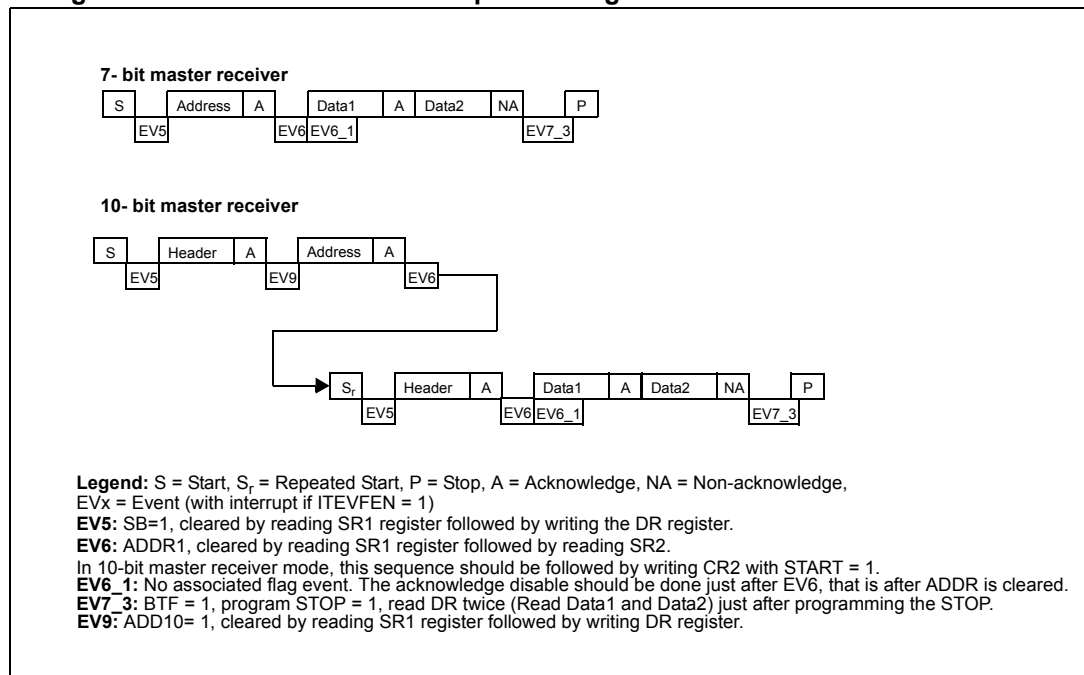 7- bit master receiver
S Address A Data1 A Data2 NA P
EV5 EV6 EV6_1 EV7_3
10- bit master receiver
S Header A Address A
EV5 EV9 EV6
Sr Header A Data1 A Data2 NA P
EV5 EV6 EV6_1 EV7_3
Legend: S = Start, Sr = Repeated Start, P = Stop, A = Acknowledge, NA = Non-acknowledge,
EVx = Event (with interrupt if ITEVFEN = 1)
EV5: SB=1, cleared by reading SR1 register followed by writing the DR register.
EV6: ADDR1, cleared by reading SR1 register followed by reading SR2.
In 10-bit master receiver mode, this sequence should be followed by writing CR2 with START = 1.
EV6_1: No associated flag event. The acknowledge disable should be done just after EV6, that is after ADDR is cleared.
EV7_3: BTF = 1, program STOP = 1, read DR twice (Read Data1 and Data2) just after programming the STOP.
EV9: ADD10= 1, cleared by reading SR1 register followed by writing DR register.